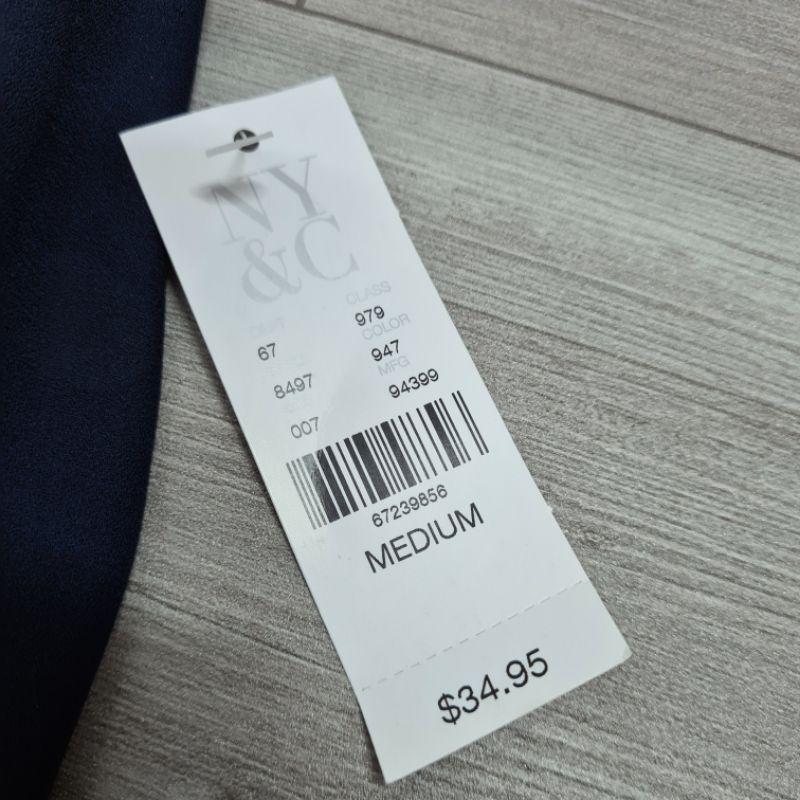 NY
&C
CLASS
67 979
COLOR
8497 947
MFG
007 94399
67239856
MEDIUM
$34.95